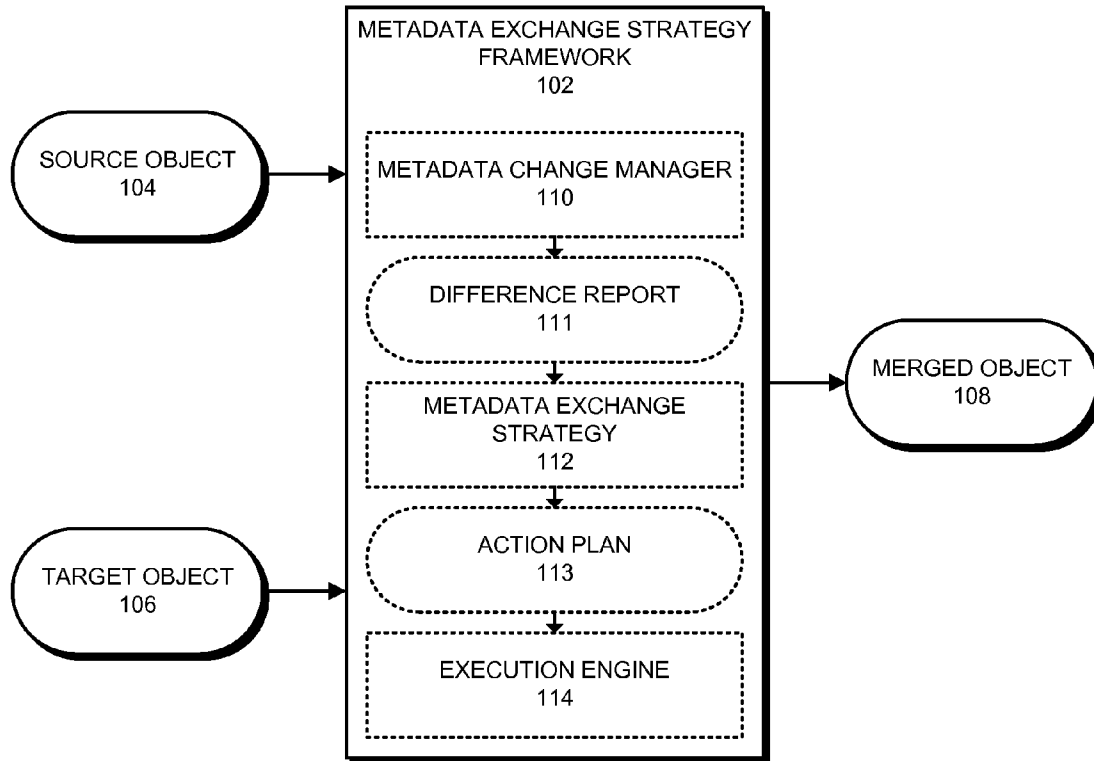 METADATA EXCHANGE STRATEGY
FRAMEWORK
102
SOURCE OBJECT
104
METADATA CHANGE MANAGER
110
DIFFERENCE REPORT
111
METADATA EXCHANGE
STRATEGY
112
MERGED OBJECT
108
ACTION PLAN
113
TARGET OBJECT
106
EXECUTION ENGINE
114